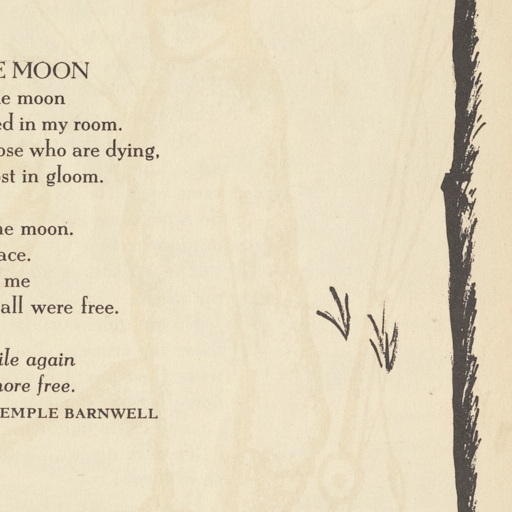 E MOON
e moon
ed in my room.
ose who are dying,
st in gloom.
he moon.
ace.
me
all were free.
ile again
nore free.
EMPLE BARNWELL